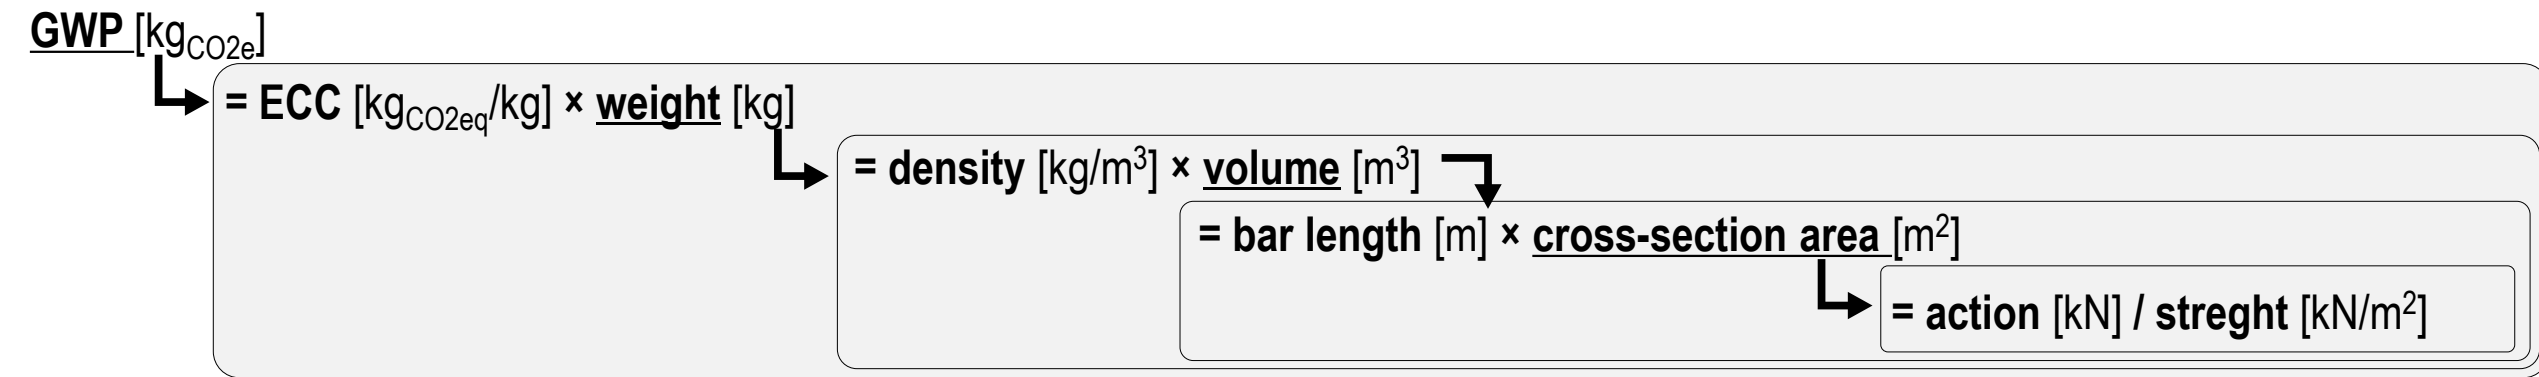 GWP [kgCO2e]
= ECC [kgCO2eq/kg] × weight [kg]
= density [kg/m³] × volume [m³]
= bar length [m] × cross-section area [m²]
= action [kN] / streght [kN/m²]